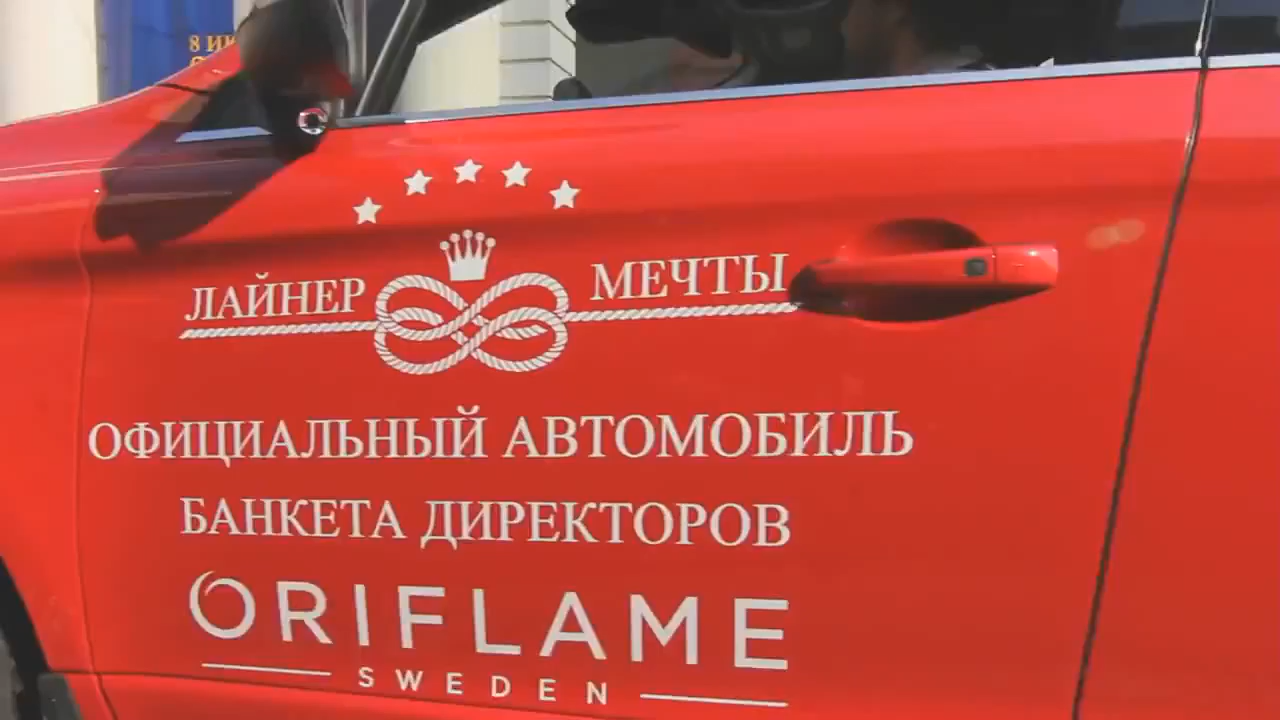 ЛАЙНЕР МЕЧТЫ
ОФИЦИАЛЬНЫЙ АВТОМОБИЛЬ
БАНКЕТА ДИРЕКТОРОВ
ORIFLAME
SWEDEN